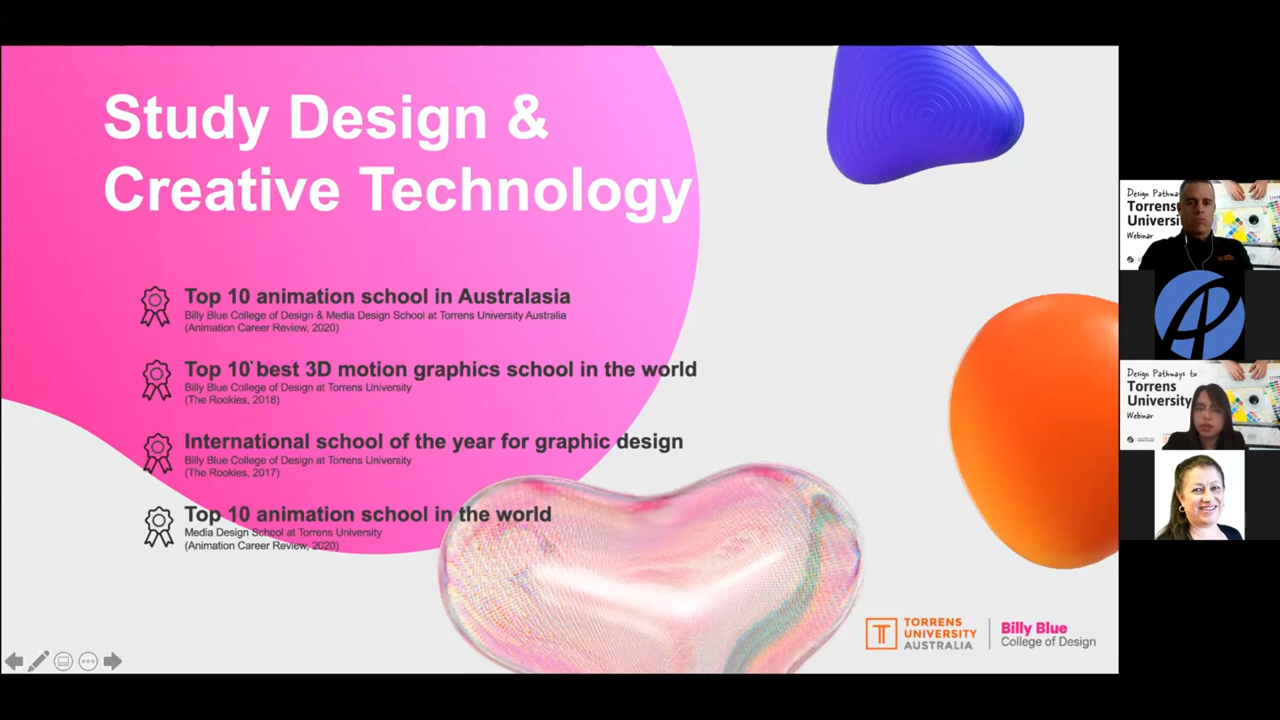 Study Design &
Creative Technology
Top 10 animation school in Australasia
Billy Blue College of Design & Media Design School at Torrens University Australia
(Animation Career Review, 2020)
Top 10 best 3D motion graphics school in the world
Billy Blue College of Design at Torrens University
(The Rookies, 2018)
International school of the year for graphic design
Billy Blue College of Design at Torrens University
(The Rookies, 2017)
Top 10 animation school in the world
Media Design School at Torrens University
(Animation Career Review, 2020)
TORRENS
UNIVERSITY
AUSTRALIA
Billy Blue
College of Design
Design Pathway
Torrens
Universi
Webinar
Design Pathways to
Torrens
University
Webinar